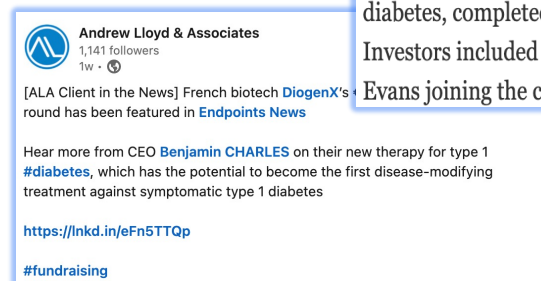 Andrew Lloyd & Associates
1,141 followers
1w •
[ALA Client in the News] French biotech DiogenX's
round has been featured in Endpoints News
Hear more from CEO Benjamin CHARLES on their new therapy for type 1
#diabetes, which has the potential to become the first disease-modifying
treatment against symptomatic type 1 diabetes
https://lnkd.in/eFn5TTQp
#fundraising
diabetes, complete
Investors included
Evans joining the c